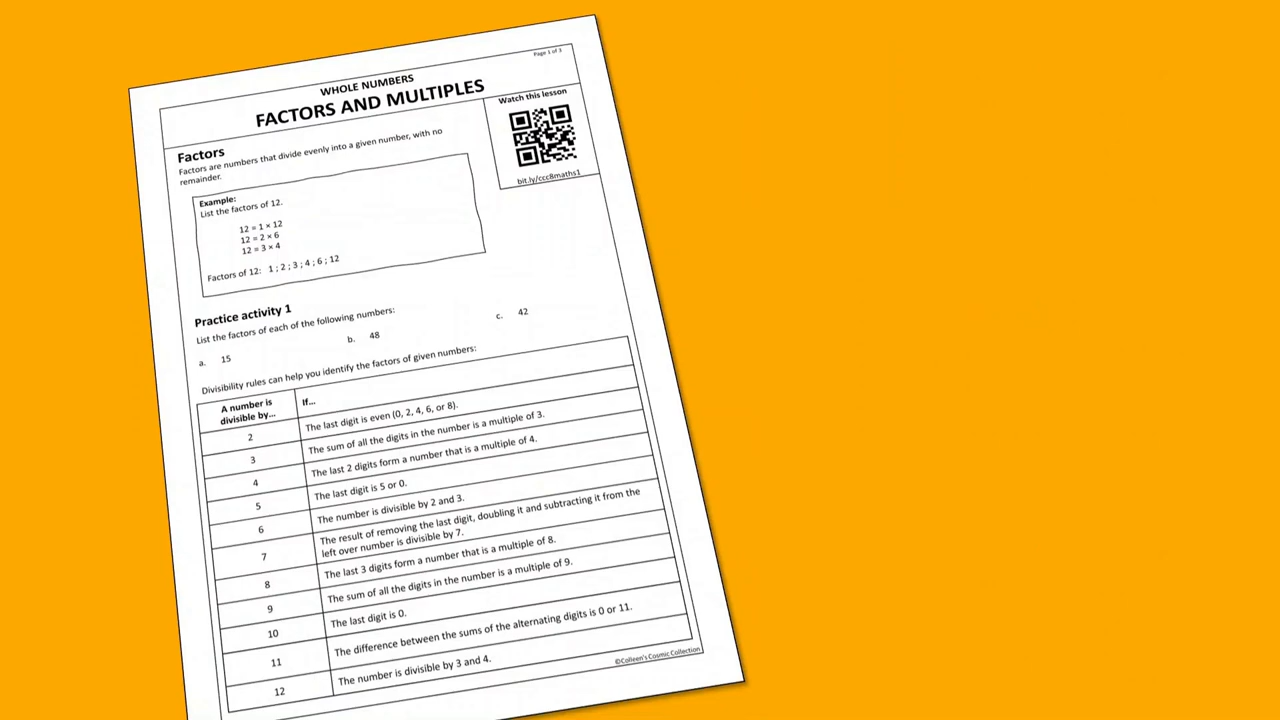 Page 1 of 3
WHOLE NUMBERS
FACTORS AND MULTIPLES
Watch this lesson
bit.ly/ccc8maths1
Factors
Factors are numbers that divide evenly into a given number, with no
remainder.
Example:
List the factors of 12.
12 = 1 × 12
12 = 2 × 6
12 = 3 × 4
Factors of 12: 1 ; 2 ; 3 ; 4 ; 6 ; 12
Practice activity 1
List the factors of each of the following numbers:
a. 15 b. 48 c. 42
Divisibility rules can help you identify the factors of given numbers:
A number is
divisible by...
If...
2 The last digit is even (0, 2, 4, 6, or 8).
3 The sum of all the digits in the number is a multiple of 3.
4 The last 2 digits form a number that is a multiple of 4.
5 The last digit is 5 or 0.
6 The number is divisible by 2 and 3.
7 The result of removing the last digit, doubling it and subtracting it from the
left over number is divisible by 7.
8 The last 3 digits form a number that is a multiple of 8.
9 The sum of all the digits in the number is a multiple of 9.
10 The last digit is 0.
11 The difference between the sums of the alternating digits is 0 or 11.
12 The number is divisible by 3 and 4.
©Colleen's Cosmic Collection